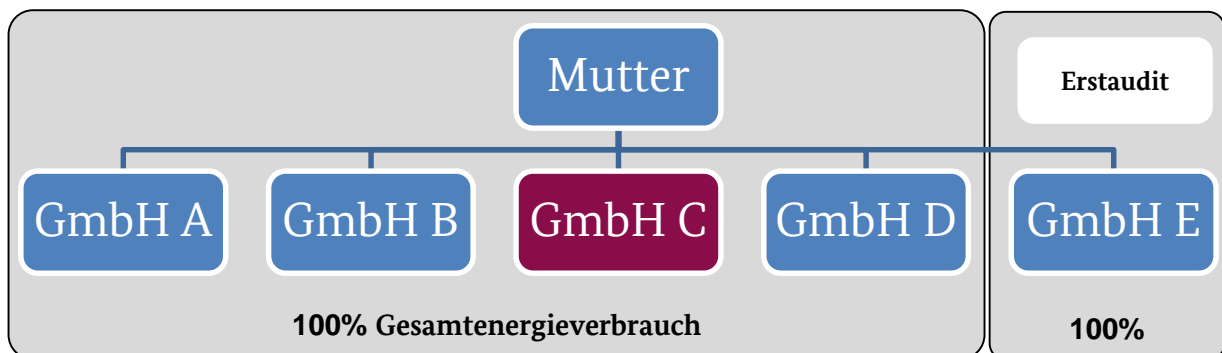 Mutter
Erstaudit
GmbH A
GmbH B
GmbH C
GmbH D
GmbH E
100% Gesamtenergieverbrauch
100%